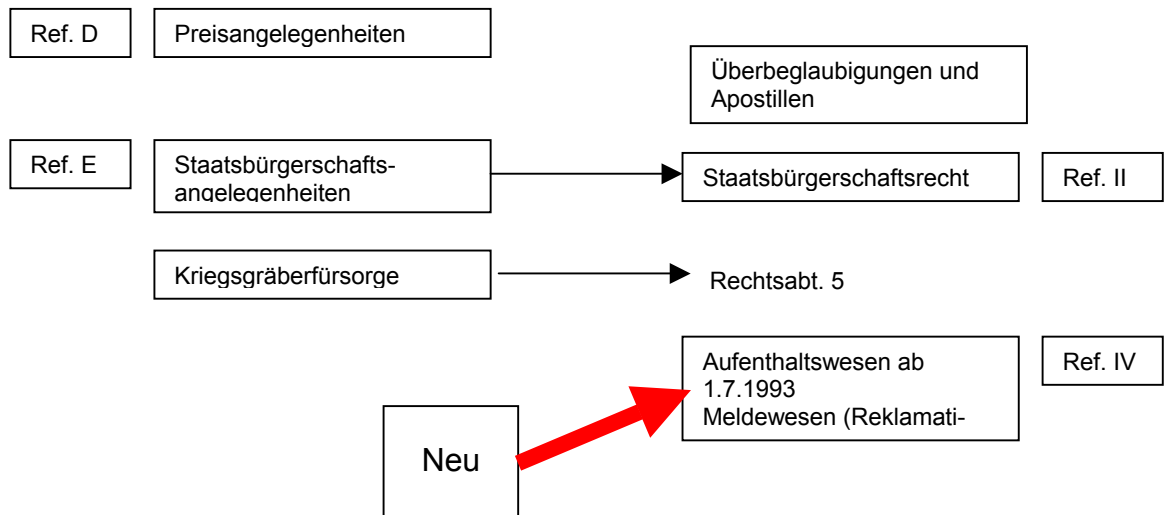 Ref. D
Preisangelegenheiten
Überbeglaubigungen und
Apostillen
Ref. E
Staatsbürgerschafts-
angelegenheiten
Staatsbürgerschaftsrecht
Ref. II
Kriegsgräberfürsorge
Rechtsabt. 5
Aufenthaltswesen ab
1.7.1993
Meldewesen (Reklamati-
Ref. IV
Neu